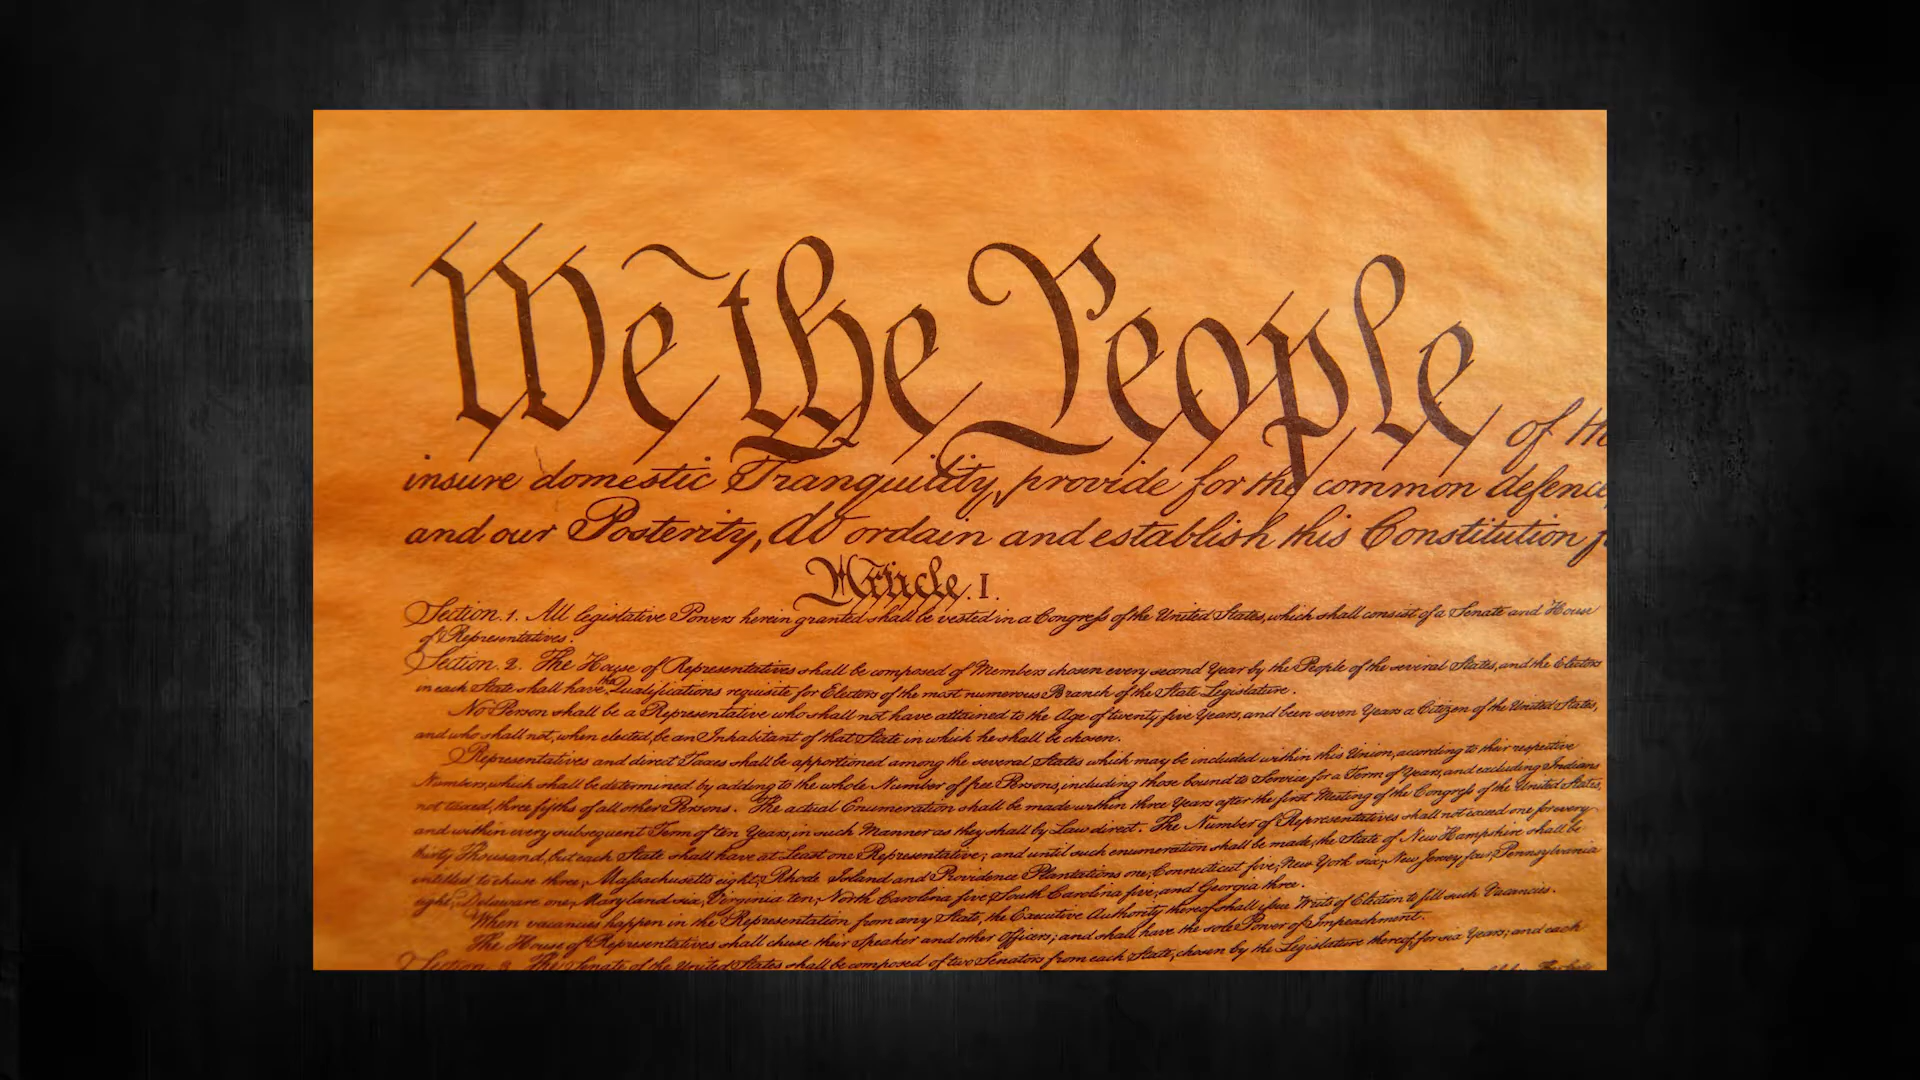 We the People of the
insure domestic Tranquility, provide for the common defence,
and our Posterity, do ordain and establish this Constitution
Article. I.
Section. 1. All legislative Powers herein granted shall be vested in a Congress of the United States, which shall consist of a Senate and House
of Representatives.
Section. 2. The House of Representatives shall be composed of Members chosen every second Year by the People of the several States, and the Electors
in each State shall have the Qualifications requisite for Electors of the most numerous Branch of the State Legislature.
No Person shall be a Representative who shall not have attained to the Age of twenty five Years, and been seven Years a Citizen of the United States,
and who shall not, when elected, be an Inhabitant of that State in which he shall be chosen.
Representatives and direct Taxes shall be apportioned among the several States which may be included within this Union, according to their respective
Numbers, which shall be determined by adding to the whole Number of free Persons, including those bound to Service for a Term of Years, and excluding Indians
not taxed, three fifths of all other Persons. The actual Enumeration shall be made within three Years after the first Meeting of the Congress of the United States,
and within every subsequent Term of ten Years, in such Manner as they shall by Law direct. The Number of Representatives shall not exceed one for every
thirty Thousand, but each State shall have at Least one Representative; and until such enumeration shall be made, the State of New Hampshire shall be
entitled to chuse three, Massachusetts eight, Rhode Island and Providence Plantations one, Connecticut five, New York six, New Jersey four, Pennsylvania
eight, Delaware one, Maryland six, Virginia ten, North Carolina five, South Carolina five, and Georgia three.
When vacancies happen in the Representation from any State, the Executive Authority thereof shall issue Writs of Election to fill such Vacancies.
The House of Representatives shall chuse their Speaker and other Officers; and shall have the sole Power of Impeachment.
Section. 3. The Senate of the United States shall be composed of two Senators from each State, chosen by the Legislature thereof, for six Years; and each